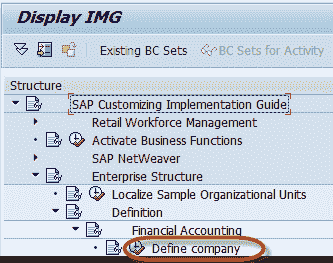 Display IMG
Existing BC Sets BC Sets for Activity
Structure
SAP Customizing Implementation Guide
Retail Workforce Management
Activate Business Functions
SAP NetWeaver
Enterprise Structure
Localize Sample Organizational Units
Definition
Financial Accounting
Define company